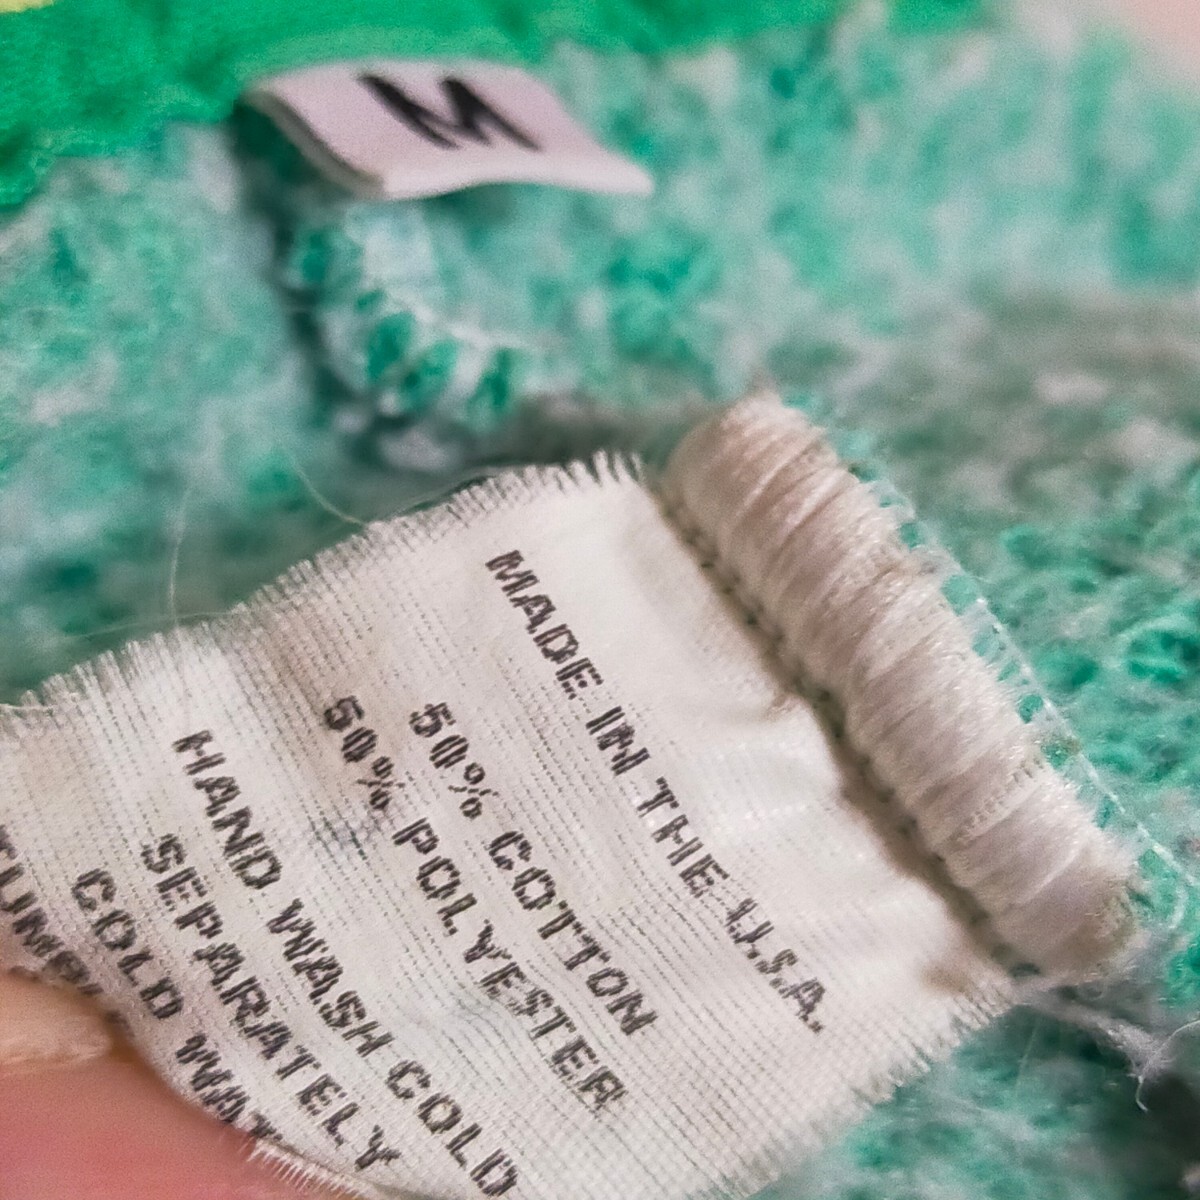 M
MADE IN THE U.S.A.
50% COTTON
50% POLYESTER
HAND WASH COLD
SEPARATELY
COLD